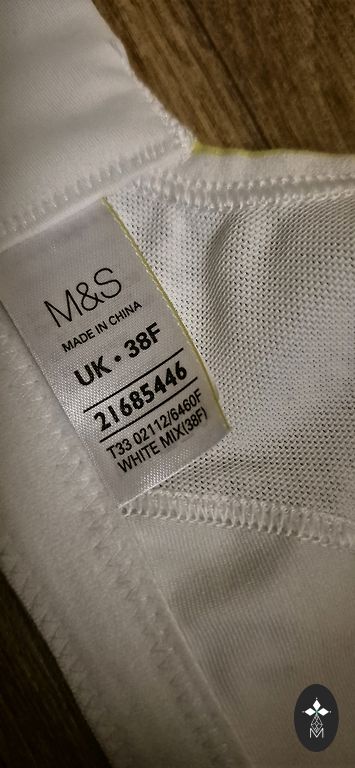 M&S
MADE IN CHINA
UK • 38F
21685446
T33 02112/6460F
WHITE MIX(38F)
M